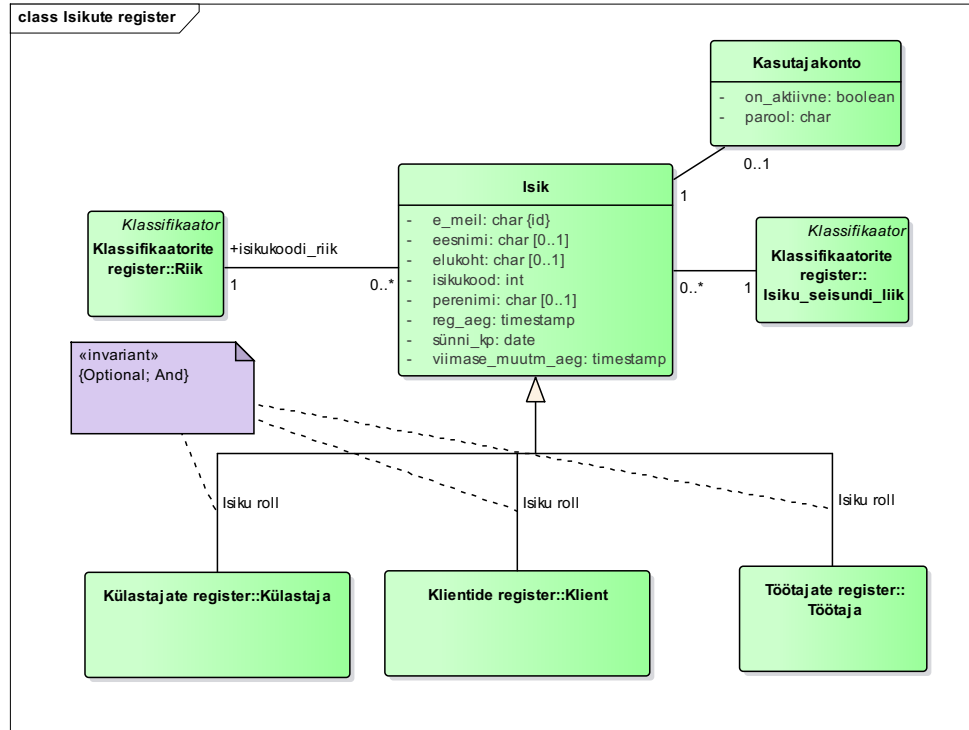 class Isikute register
Kasutajakonto
- on_aktiivne: boolean
- parool: char
0..1
1
Isik
- e_meil: char {id}
- eesnimi: char [0..1]
- elukoht: char [0..1]
- isikukood: int
- perenimi: char [0..1]
- reg_aeg: timestamp
- sünni_kp: date
- viimase_muutm_aeg: timestamp
Klassifikaator
Klassifikaatorite
register::Riik
+isikukoodi_riik
1
0..*
Klassifikaator
Klassifikaatorite
register::
Isiku_seisundi_liik
0..*
1
«invariant»
{Optional; And}
Isiku roll
Isiku roll
Isiku roll
Külastajate register::Külastaja
Klientide register::Klient
Töötajate register::
Töötaja